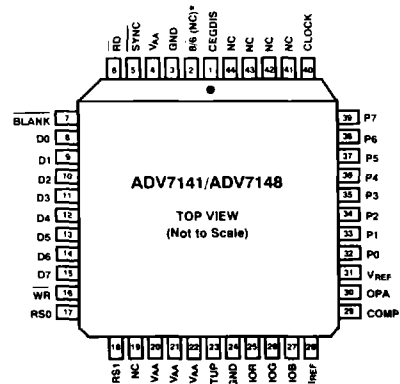 RD
SYNC
VAA
GND
8/6 (NC)*
CEGDIS
NC
NC
NC
NC
CLOCK
6 5 4 3 2 1 44 43 42 41 40
BLANK 7
D0 8
D1 9
D2 10
D3 11
D4 12
D5 13
D6 14
D7 15
WR 16
RS0 17
ADV7141/ADV7148
TOP VIEW
(Not to Scale)
39 P7
38 P6
37 P5
36 P4
35 P3
34 P2
33 P1
32 P0
31 VREF
30 OPA
29 COMP
18 19 20 21 22 23 24 25 26 27 28
RS1
NC
VAA
VAA
VAA
TUP
GND
IOR
IOG
IOB
IREF